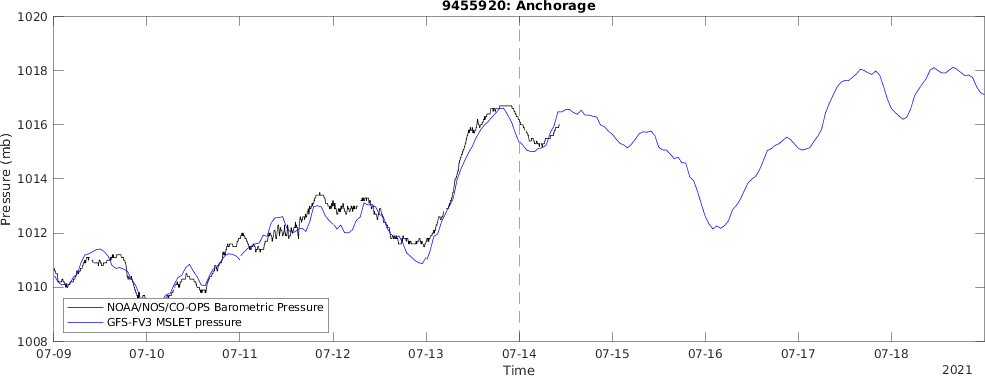 9455920: Anchorage
1020
1018
1016
1014
1012
1010
1008
Pressure (mb)
NOAA/NOS/CO-OPS Barometric Pressure
GFS-FV3 MSLET pressure
07-09 07-10 07-11 07-12 07-13 07-14 07-15 07-16 07-17 07-18
Time
2021